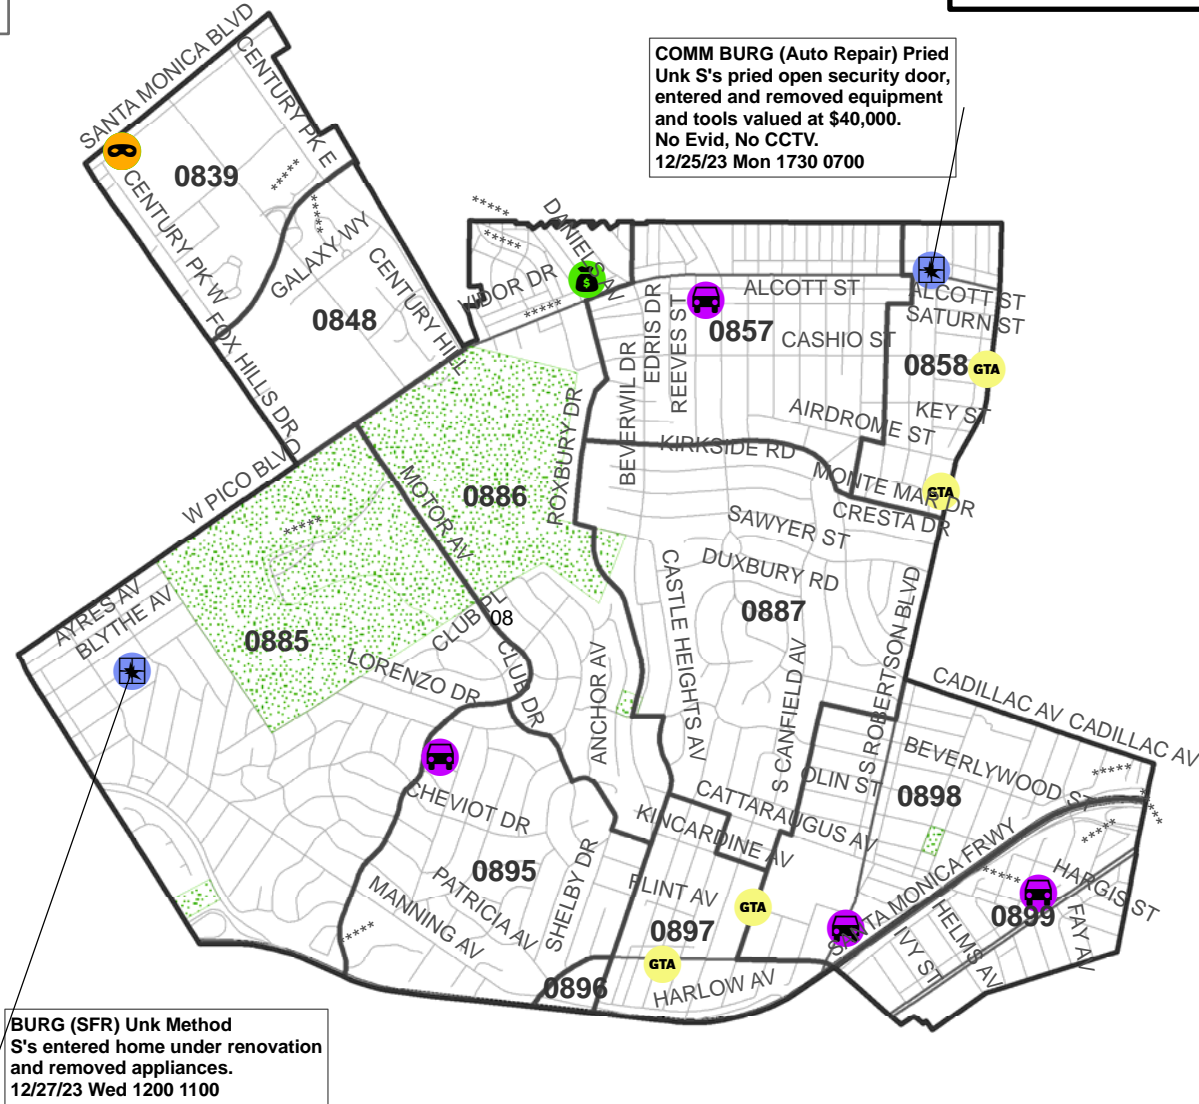 SANTA MONICA BLVD
CENTURY PK E
COMM BURG (Auto Repair) Pried
Unk S's pried open security door,
entered and removed equipment
and tools valued at $40,000.
No Evid, No CCTV.
12/25/23 Mon 1730 0700
0839
*****
*****
CENTURY PK W
GALAXY WY
CENTURY HILL
0848
FOX HILLS DR
*****
*****
DANIELS AV
VIDOR DR
*****
$
EDRIS DR
REEVES ST
ALCOTT ST
0857
CASHIO ST
ALCOTT ST
SATURN ST
0858
GTA
KEY ST
AIRDROME ST
BEVERWIL DR
ROXBURY DR
KIRKSIDE RD
MONTE MAR DR
GTA
CRESTA DR
W PICO BLVD
MOTOR AV
0886
*****
SAWYER ST
DUXBURY RD
0887
CASTLE HEIGHTS AV
S CANFIELD AV
S ROBERTSON BLVD
AYRES AV
BLYTHE AV
0885
CLUB PL
08
CLUB DR
LORENZO DR
ANCHOR AV
CADILLAC AV
CADILLAC AV
BEVERLYWOOD ST
*****
*****
*****
OLIN ST
0898
CATTARAUGUS AV
KINCARDINE AV
CHEVIOT DR
0895
SHELBY DR
PATRICIA AV
MANNING AV
*****
FLINT AV
GTA
0897
GTA
HARLOW AV
0896
SANTA MONICA FRWY
*****
HARGIS ST
0899
FAY AV
HELMS AV
IVY ST
BURG (SFR) Unk Method
S's entered home under renovation
and removed appliances.
12/27/23 Wed 1200 1100